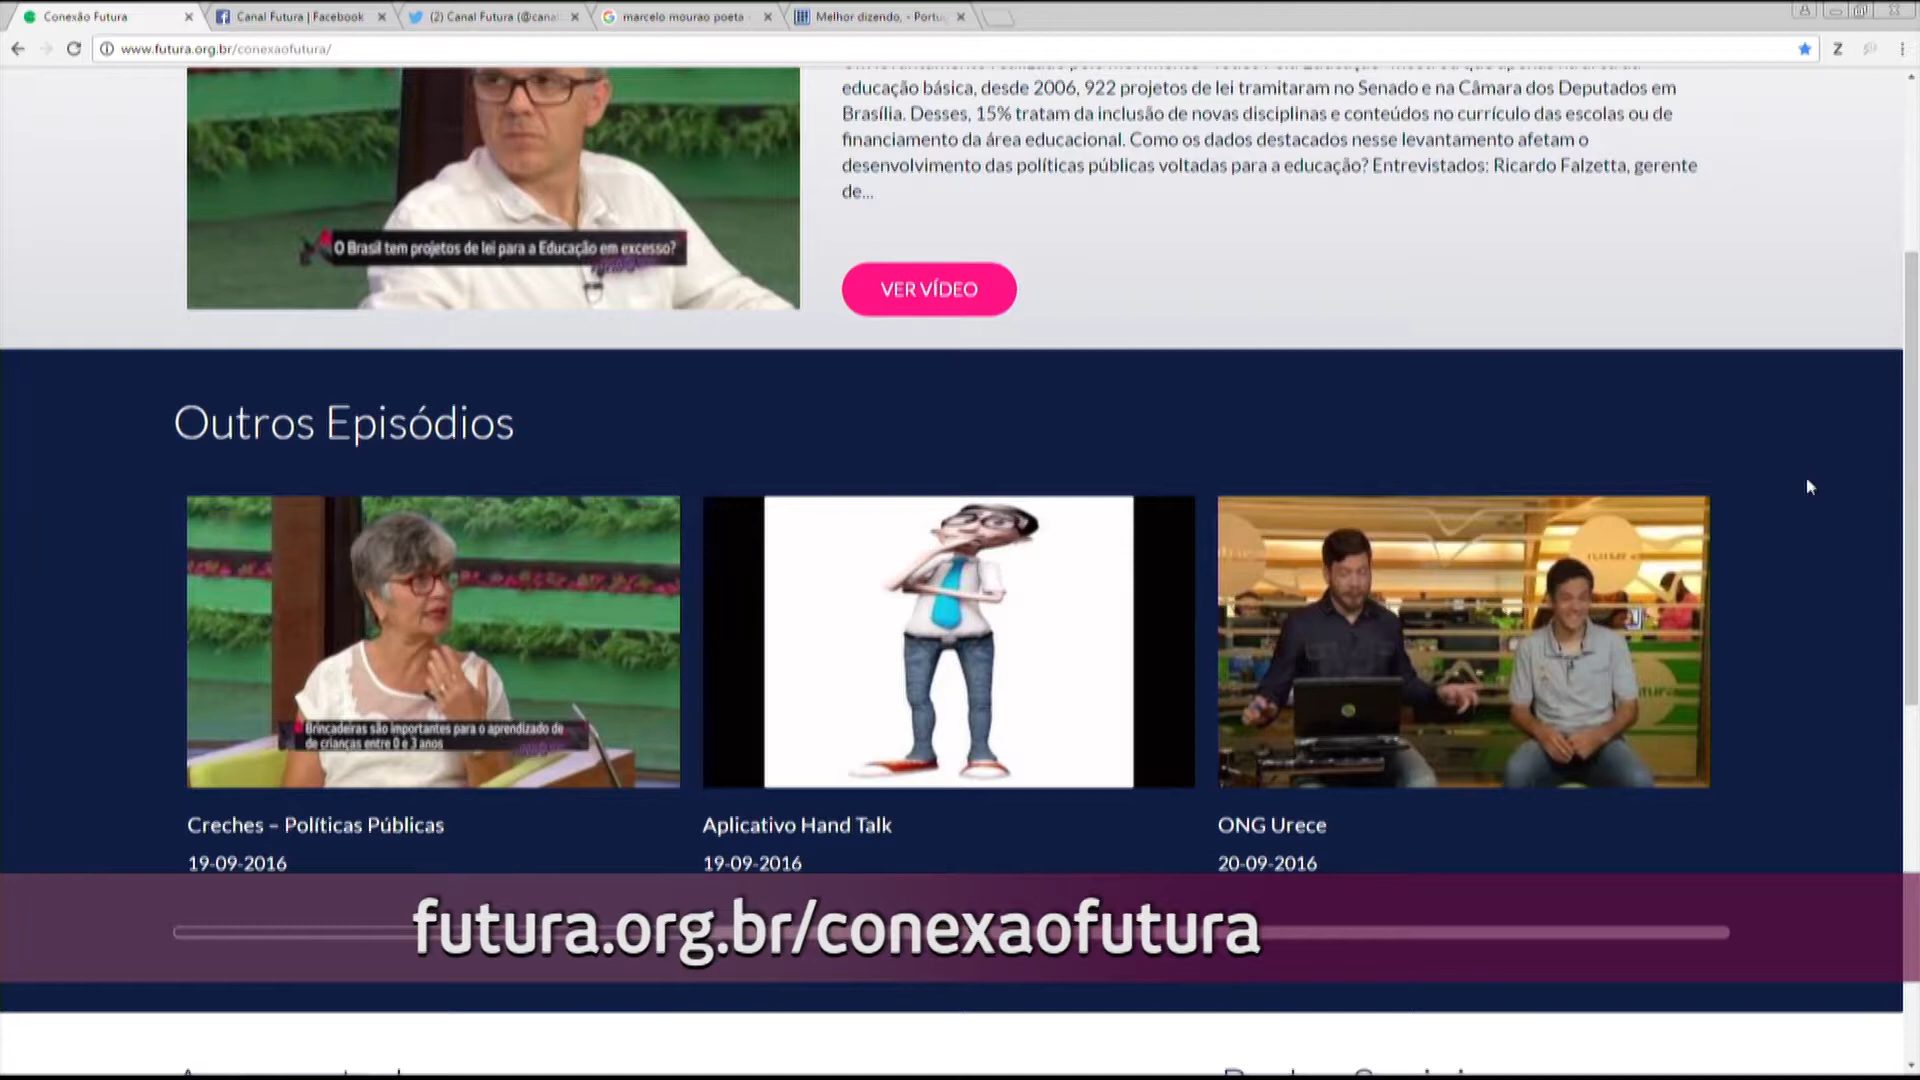 Conexão Futura
Canal Futura | Facebook
(2) Canal Futura (@cana
marcelo mourao poeta
Melhor dizendo, - Portu
www.futura.org.br/conexaofutura/
educação básica, desde 2006, 922 projetos de lei tramitaram no Senado e na Câmara dos Deputados em
Brasília. Desses, 15% tratam da inclusão de novas disciplinas e conteúdos no currículo das escolas ou de
financiamento da área educacional. Como os dados destacados nesse levantamento afetam o
desenvolvimento das políticas públicas voltadas para a educação? Entrevistados: Ricardo Falzetta, gerente
de...
O Brasil tem projetos de lei para a Educação em excesso?
VER VÍDEO
Outros Episódios
Brincadeiras são importantes para o aprendizado de
de crianças entre 0 e 3 anos
Creches – Políticas Públicas
19-09-2016
Aplicativo Hand Talk
19-09-2016
ONG Urece
20-09-2016
futura.org.br/conexaofutura